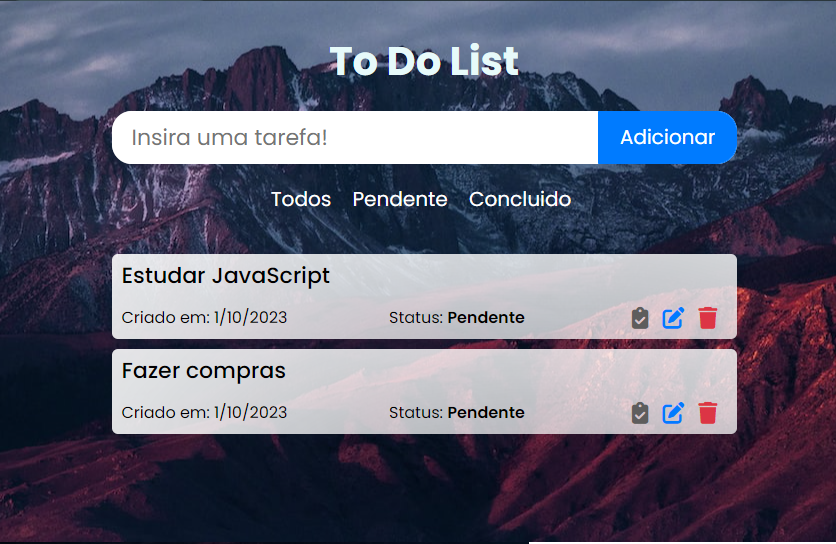 To Do List
Insira uma tarefa! Adicionar
Todos Pendente Concluido
Estudar JavaScript
Criado em: 1/10/2023 Status: Pendente
Fazer compras
Criado em: 1/10/2023 Status: Pendente